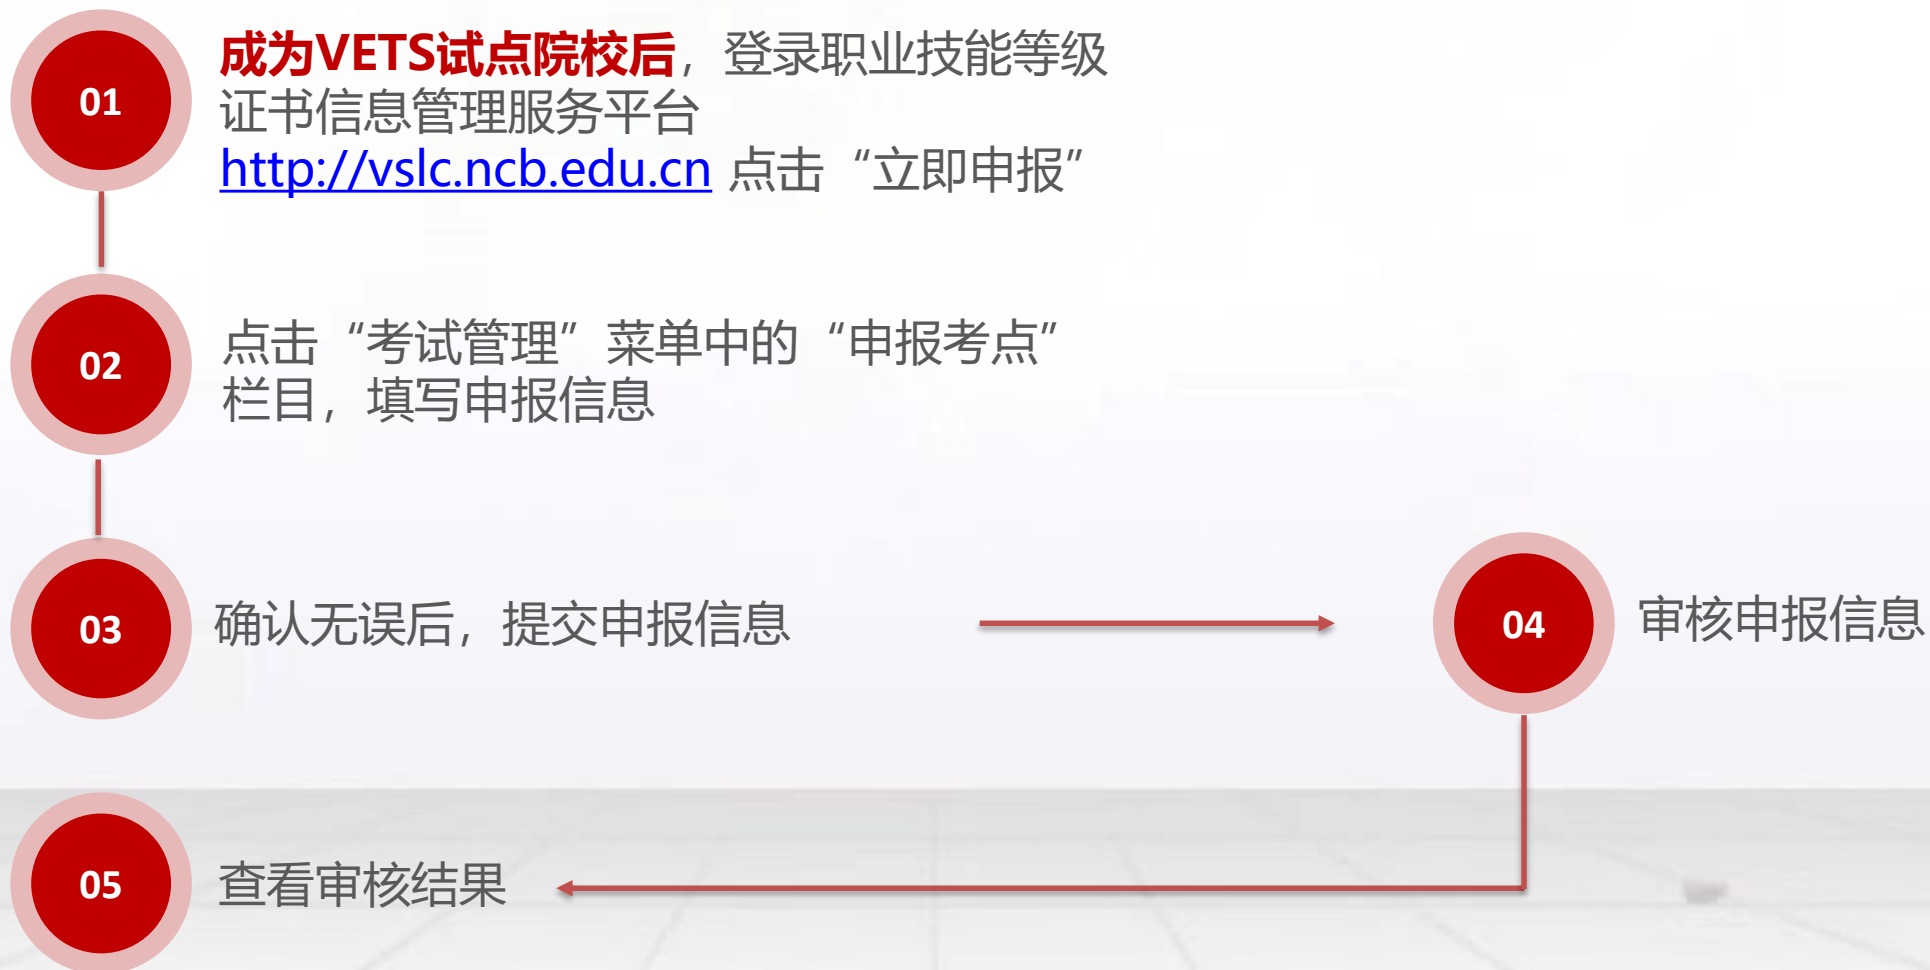 01
成为VETS试点院校后，登录职业技能等级
证书信息管理服务平台
http://vslc.ncb.edu.cn 点击“立即申报”
02
点击“考试管理”菜单中的“申报考点”
栏目，填写申报信息
03
确认无误后，提交申报信息
04
审核申报信息
05
查看审核结果